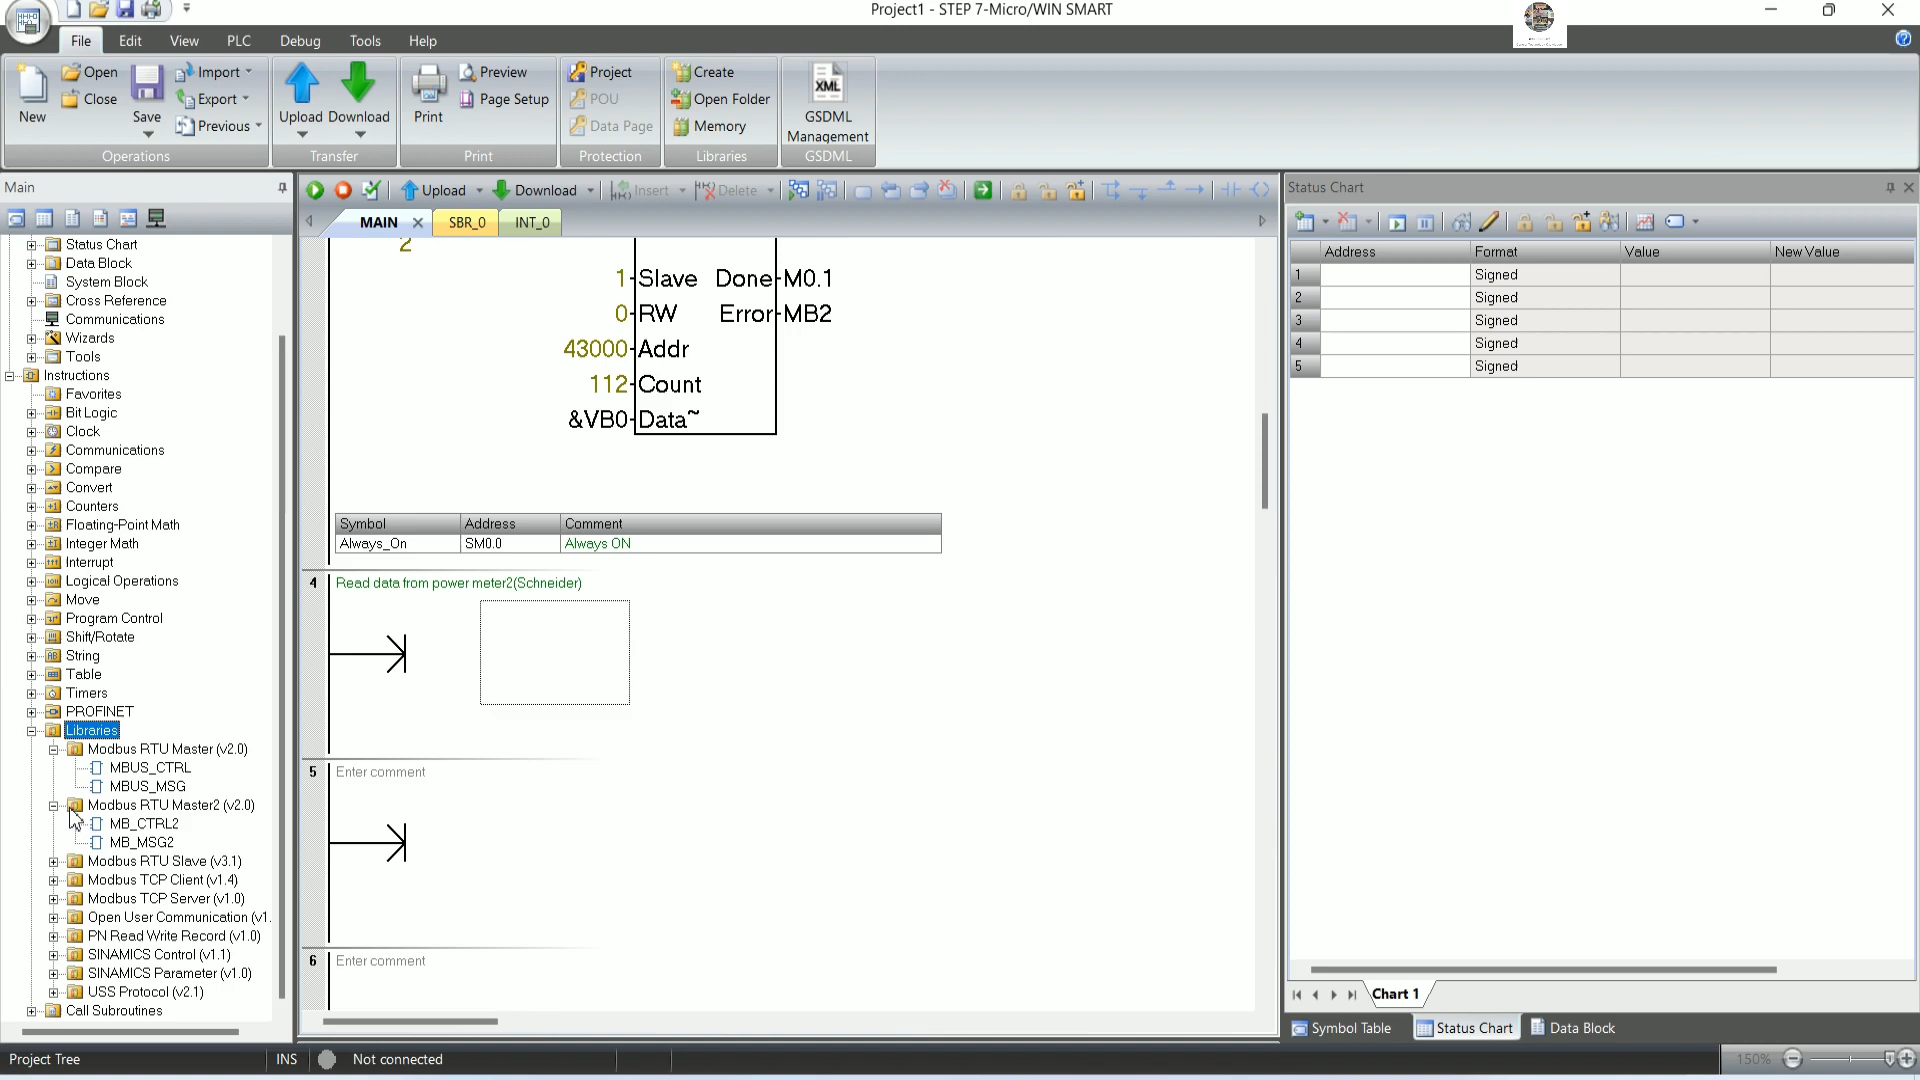 Project1 - STEP 7-Micro/WIN SMART
File Edit View PLC Debug Tools Help
New
Open
Close
Save
Import
Export
Previous
Operations
Upload
Download
Transfer
Print
Preview
Page Setup
Print
Project
POU
Data Page
Protection
Create
Open Folder
Memory
Libraries
XML
GSDML
Management
GSDML
Main
Status Chart
Data Block
System Block
Cross Reference
Communications
Wizards
Tools
Instructions
Favorites
Bit Logic
Clock
Communications
Compare
Convert
Counters
Floating-Point Math
Integer Math
Interrupt
Logical Operations
Move
Program Control
Shift/Rotate
String
Table
Timers
PROFINET
Libraries
Modbus RTU Master (v2.0)
MBUS_CTRL
MBUS_MSG
Modbus RTU Master2 (v2.0)
MB_CTRL2
MB_MSG2
Modbus RTU Slave (v3.1)
Modbus TCP Client (v1.4)
Modbus TCP Server (v1.0)
Open User Communication (v1.
PN Read Write Record (v1.0)
SINAMICS Control (v1.1)
SINAMICS Parameter (v1.0)
USS Protocol (v2.1)
Call Subroutines
Upload Download Insert Delete
MAIN SBR_0 INT_0
2
1 Slave Done M0.1
0 RW Error MB2
43000 Addr
112 Count
&VB0 Data~
Symbol Address Comment
Always_On SM0.0 Always ON
4 Read data from power meter2(Schneider)
5 Enter comment
6 Enter comment
Status Chart
Address Format Value New Value
1 Signed
2 Signed
3 Signed
4 Signed
5 Signed
Chart 1
Symbol Table Status Chart Data Block
Project Tree INS Not connected 150%